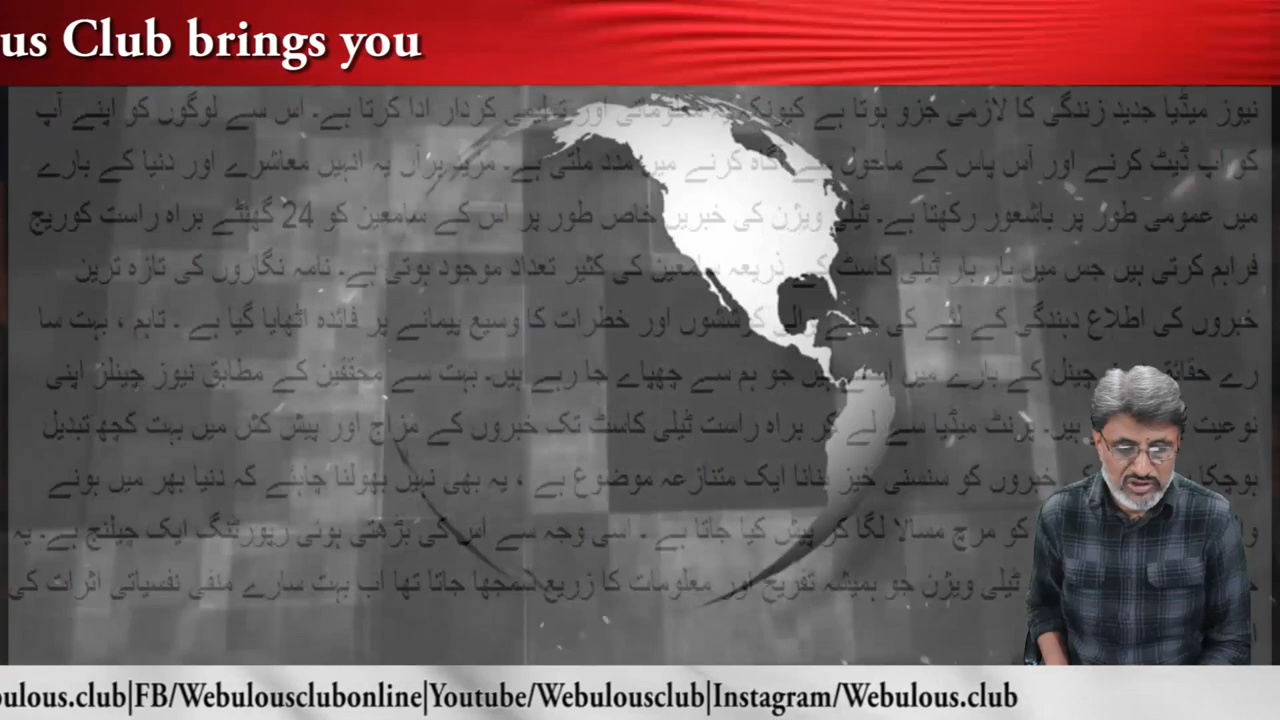 us Club brings you
نیوز میڈیا جدید زندگی کا لازمی جزو ہوتا ہے کیونکہ یہ معلوماتی اور تعلیمی کردار ادا کرتا ہے۔ اس سے لوگوں کو اپنے آپ
کو اپ ڈیٹ کرنے اور آس پاس کے ماحول سے آگاہ کرنے میں مدد ملتی ہے۔ مزید برآں یہ انہیں معاشرے اور دنیا کے بارے
میں عمومی طور پر باشعور رکھتا ہے۔ ٹیلی ویژن کی خبریں خاص طور پر اس کے سامعین کو 24 گھنٹے براہ راست کوریج
فراہم کرتی ہیں جس میں بار بار ٹیلی کاسٹ کے ذریعہ سامعین کی کثیر تعداد موجود ہوتی ہے۔ نامہ نگاروں کی تازہ ترین
خبروں کی اطلاع دہندگی کے لئے کی جانے والی کوششوں اور خطرات کا وسیع پیمانے پر فائدہ اٹھایا گیا ہے ۔ تاہم ، بہت سا
رے حقائق چینل کے بارے میں ایسے ہیں جو ہم سے چھپاے جا رہے ہیں۔ بہت سے محققین کے مطابق نیوز چینلز اپنی
نوعیت ہیں۔ پرنٹ میڈیا سے لے کر براہ راست ٹیلی کاسٹ تک خبروں کے مزاج اور پیش کش میں بہت کچھ تبدیل
ہوچکا کے خبروں کو سنسنی خیز بنانا ایک متنازعہ موضوع ہے ، یہ بھی نہیں بھولنا چاہئے کہ دنیا بھر میں ہونے
کو مرچ مسالا لگا کر پیش کیا جاتا ہے ۔ اسی وجہ سے اس کی بڑھتی ہوئی رپورٹنگ ایک چیلنج ہے۔ یہ
ٹیلی ویژن جو ہمیشہ تفریح اور معلومات کا زریع سمجھا جاتا تھا اب بہت سارے منفی نفسیاتی اثرات کی
bulous.club|FB/Webulousclubonline|Youtube/Webulousclub|Instagram/Webulous.club